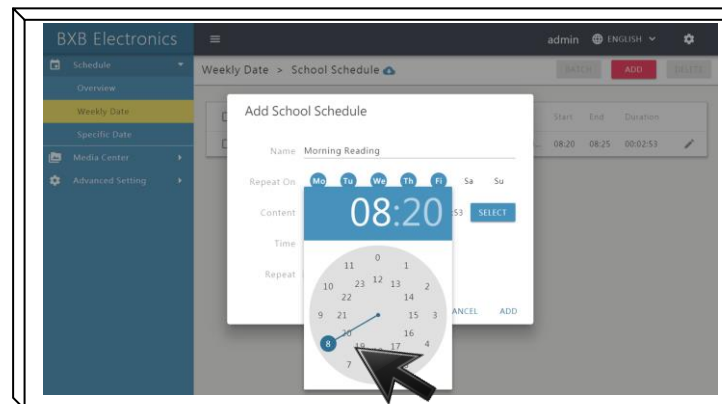 BXB Electronics
admin ENGLISH
Schedule
Weekly Date > School Schedule
BATCH ADD DELETE
Overview
Weekly Date
Specific Date
Media Center
Advanced Setting
Start End Duration
08:20 08:25 00:02:53
Add School Schedule
Name Morning Reading
Repeat On Mo Tu We Th Fi Sa Su
Content :53 SELECT
Time
Repeat
08:20
0
11 1
12
23 13
10 2
22 14
9 21 15 3
20 16
8 4
19 17
7
CANCEL ADD